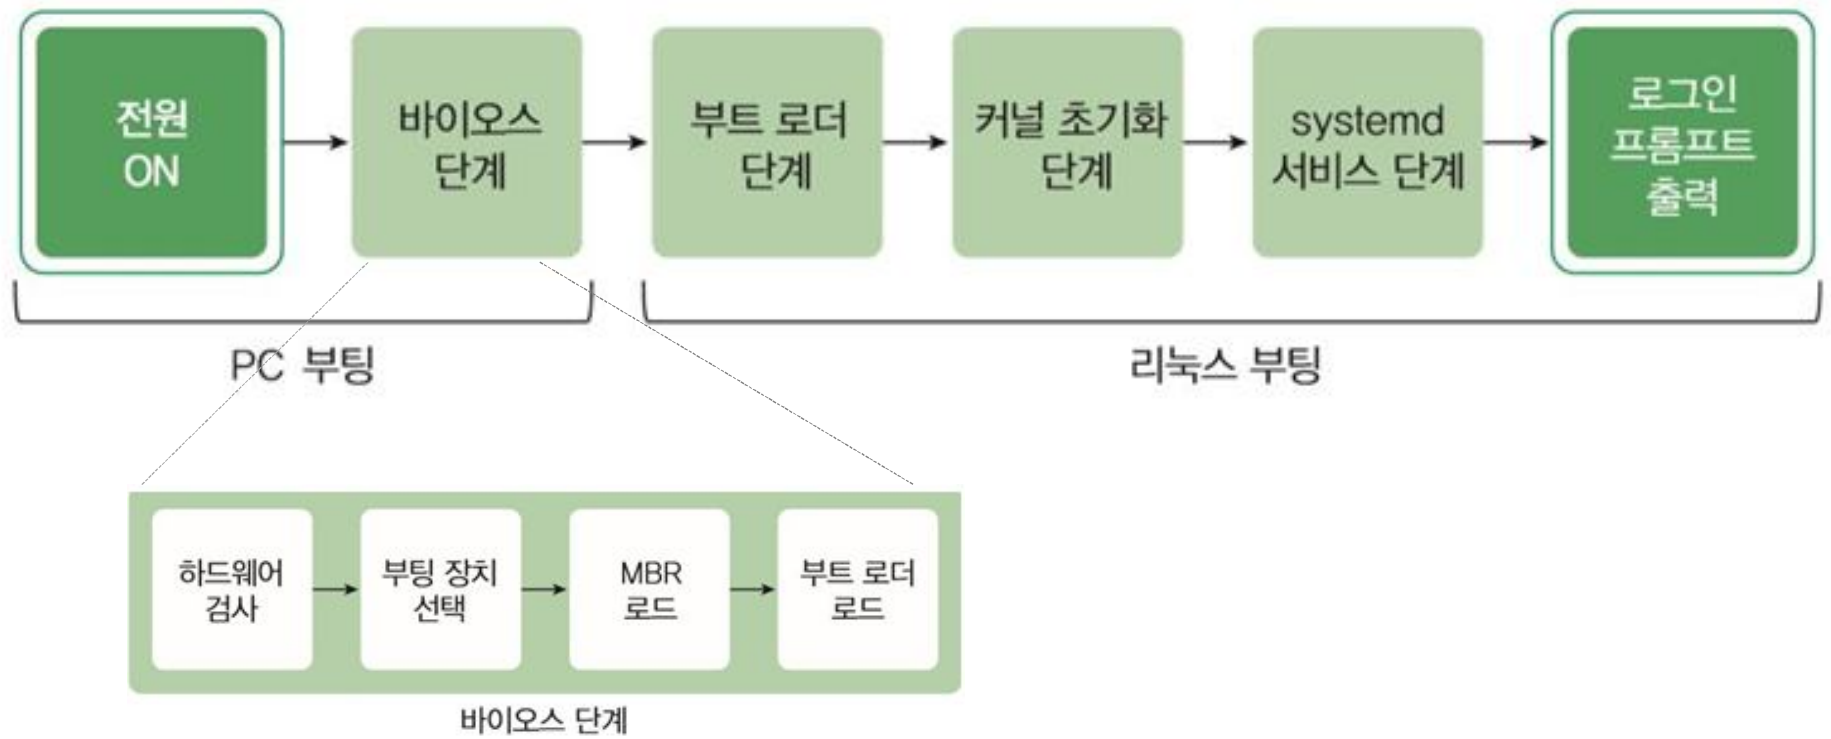 전원
ON
바이오스
단계
부트 로더
단계
커널 초기화
단계
systemd
서비스 단계
로그인
프롬프트
출력
PC 부팅
리눅스 부팅
하드웨어
검사
부팅 장치
선택
MBR
로드
부트 로더
로드
바이오스 단계